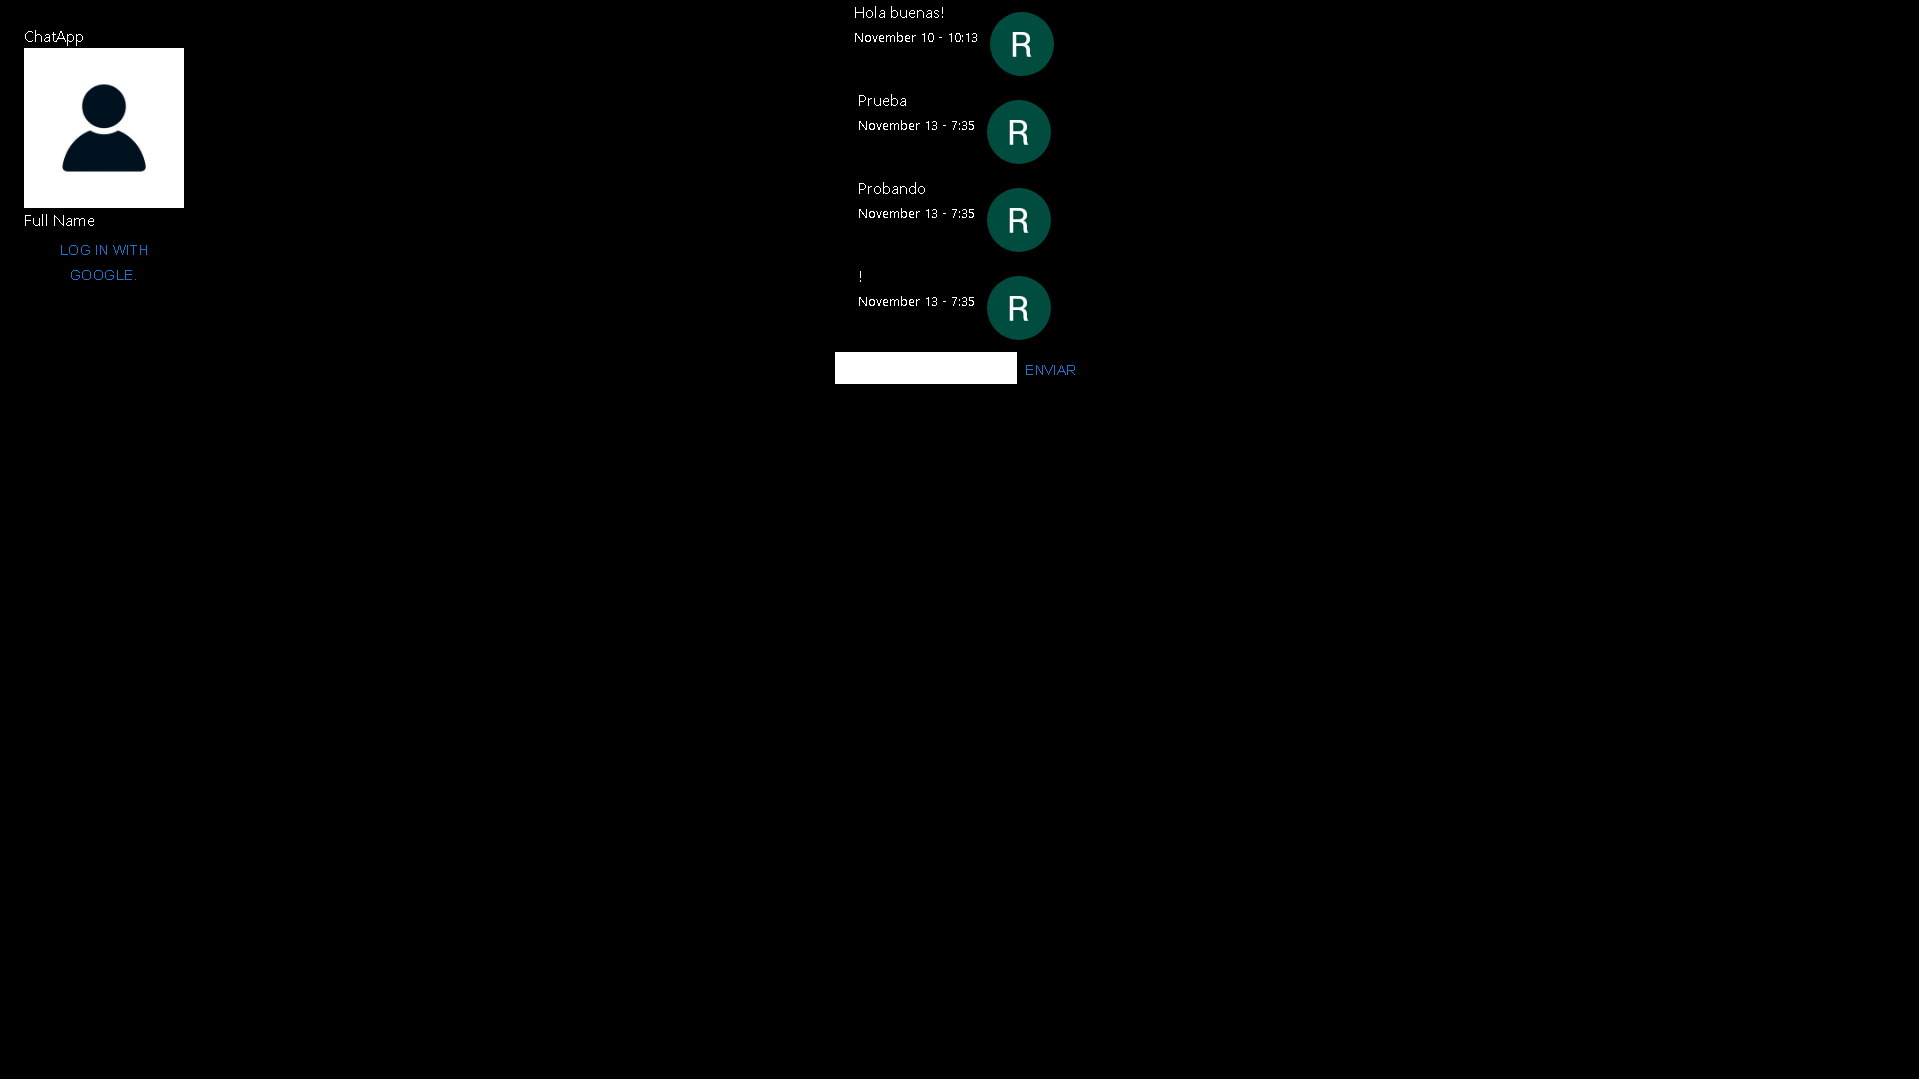 ChatApp
Full Name
LOG IN WITH
GOOGLE.
Hola buenas!
November 10 - 10:13
R
Prueba
November 13 - 7:35
R
Probando
November 13 - 7:35
R
!
November 13 - 7:35
R
ENVIAR